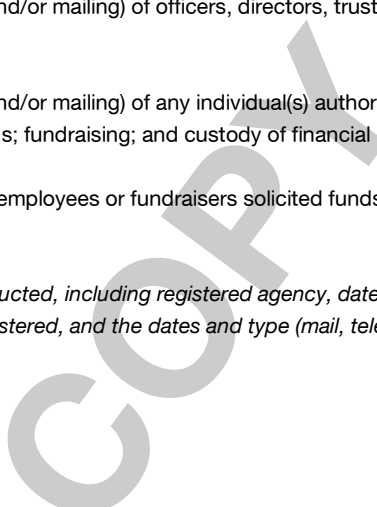 nd/or mailing) of officers, directors, trust
nd/or mailing) of any individual(s) author
s; fundraising; and custody of financial
employees or fundraisers solicited funds
ucted, including registered agency, date
stered, and the dates and type (mail, tele
COPY